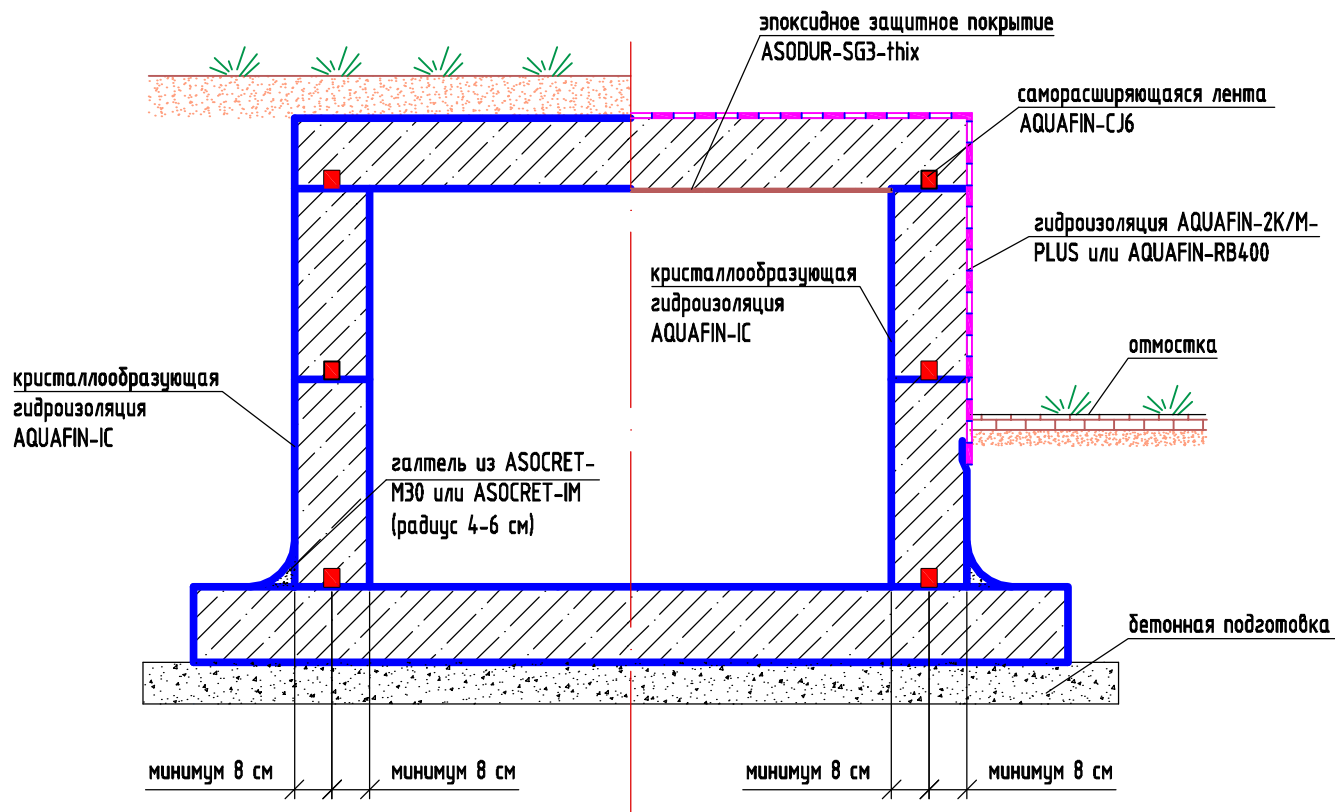 эпоксидное защитное покрытие
ASODUR-SG3-thix
саморасширяющаяся лента
AQUAFIN-CJ6
гидроизоляция AQUAFIN-2K/M-
PLUS или AQUAFIN-RB400
кристаллообразующая
гидроизоляция
AQUAFIN-IC
отмостка
кристаллообразующая
гидроизоляция
AQUAFIN-IC
галтель из ASOCRET-
M30 или ASOCRET-IM
(радиус 4-6 см)
бетонная подготовка
минимум 8 см
минимум 8 см
минимум 8 см
минимум 8 см